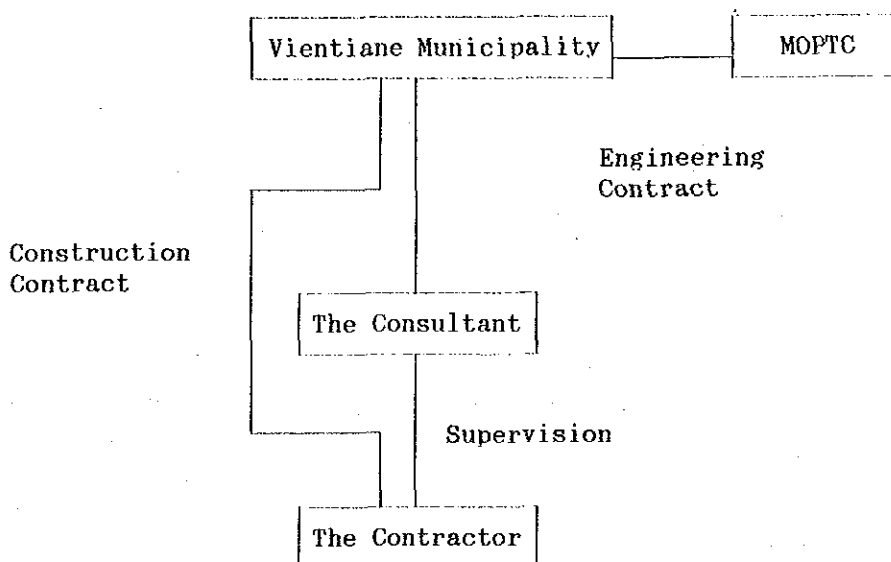 Vientiane Municipality
MOPTC
Engineering
Contract
Construction
Contract
The Consultant
Supervision
The Contractor